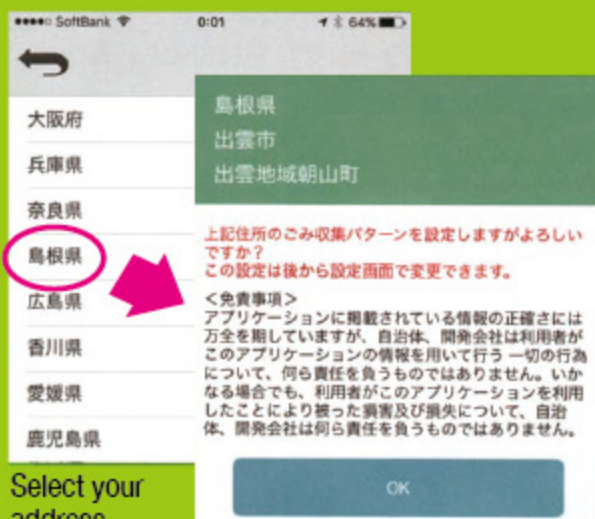 SoftBank 0:01 64%
大阪府
兵庫県
奈良県
島根県
広島県
香川県
愛媛県
鹿児島県
島根県
出雲市
出雲地域朝山町
上記住所のごみ収集パターンを設定しますがよろしい
ですか？
この設定は後から設定画面で変更できます。
＜免責事項＞
アプリケーションに掲載されている情報の正確さには
万全を期していますが、自治体、開発会社は利用者が
このアプリケーションの情報を用いて行う 一切の行為
について、何ら責任を負うものではありません。いか
なる場合でも、利用者がこのアプリケーションを利用
したことにより被った損害及び損失について、自治
体、開発会社は何ら責任を負うものではありません。
OK
Select your
address